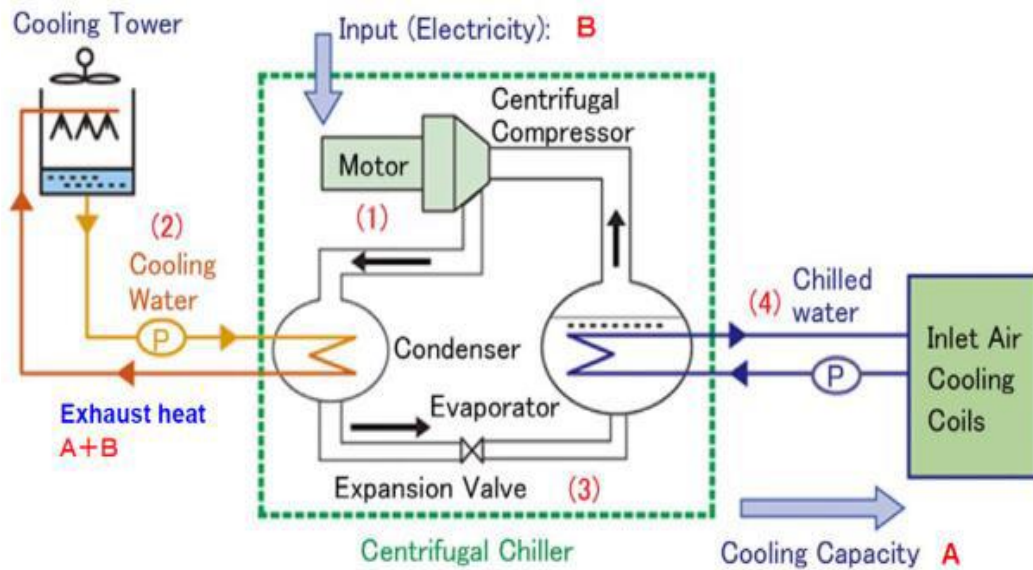 Cooling Tower
Input (Electricity): B
Centrifugal
Compressor
Motor
(1)
(2)
Cooling
Water
P
Condenser
Exhaust heat
A+B
Evaporator
Expansion Valve (3)
(4) Chilled
water
P
Inlet Air
Cooling
Coils
Centrifugal Chiller
Cooling Capacity A